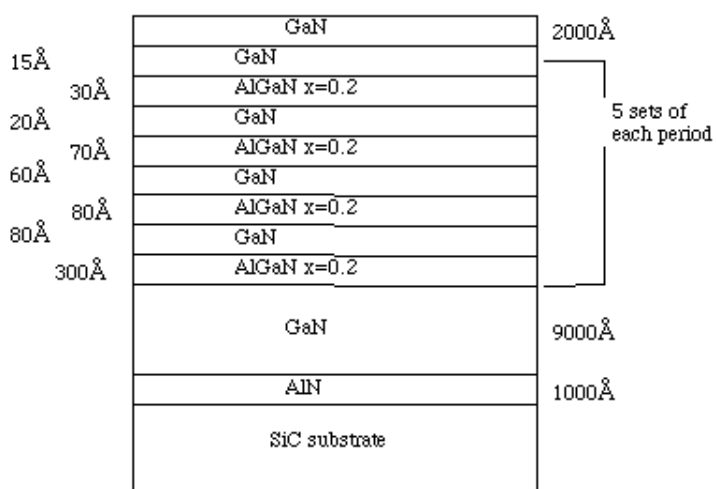 GaN
2000Å
15Å
GaN
30Å
AlGaN x=0.2
20Å
GaN
5 sets of
each period
70Å
AlGaN x=0.2
60Å
GaN
80Å
AlGaN x=0.2
80Å
GaN
300Å
AlGaN x=0.2
GaN
9000Å
AlN
1000Å
SiC substrate